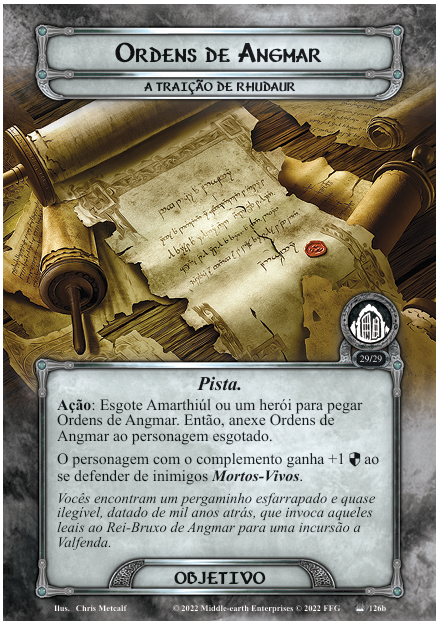 ORDENS DE ANGMAR
A TRAIÇÃO DE RHUDAUR
29/29
Pista.
Ação: Esgote Amarthiúl ou um herói para pegar
Ordens de Angmar. Então, anexe Ordens de
Angmar ao personagem esgotado.
O personagem com o complemento ganha +1 ao
se defender de inimigos Mortos-Vivos.
Vocês encontram um pergaminho esfarrapado e quase
ilegível, datado de mil anos atrás, que invoca aqueles
leais ao Rei-Bruxo de Angmar para uma incursão a
Valfenda.
OBJETIVO
Ilus. Chris Metcalf © 2022 Middle-earth Enterprises © 2022 FFG /126b